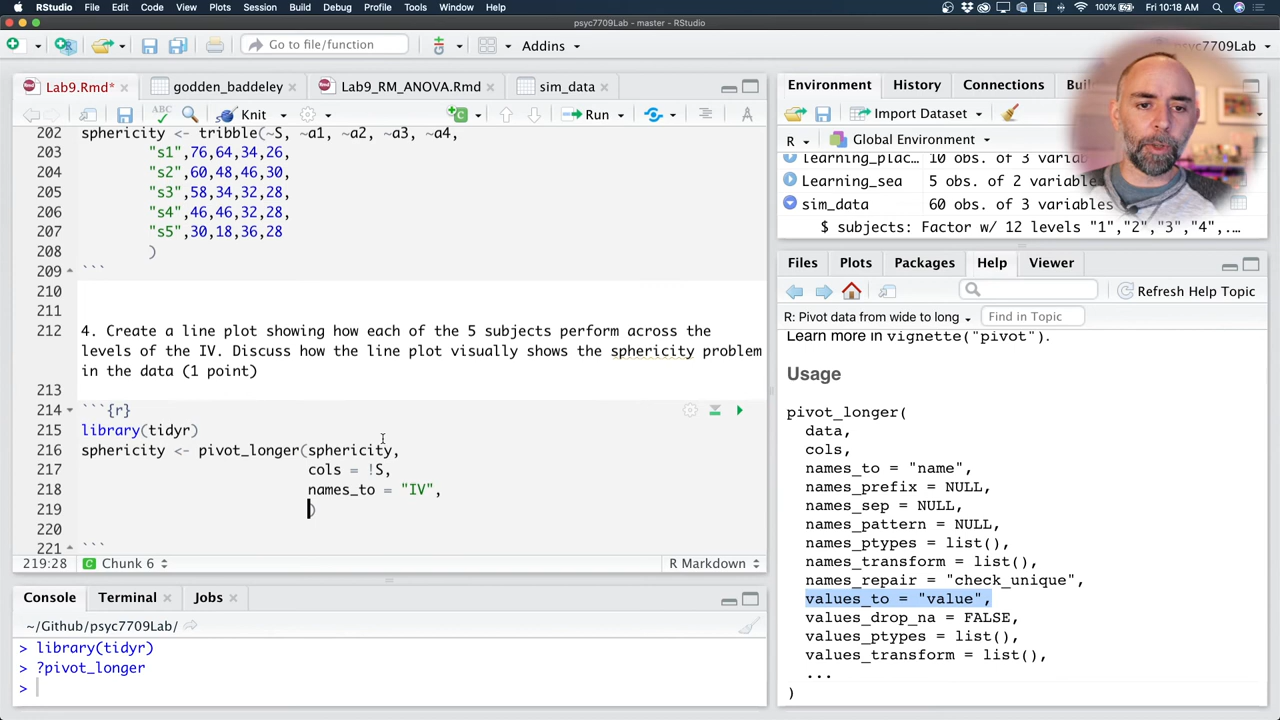 RStudio File Edit Code View Plots Session Build Debug Profile Tools Window Help 100% Fri 10:18 AM
psyc7709Lab - master - RStudio
Go to file/function Addins psyc7709Lab
Lab9.Rmd* godden_baddeley Lab9_RM_ANOVA.Rmd sim_data
ABC Knit Run
202 sphericity <- tribble(~S, ~a1, ~a2, ~a3, ~a4,
203 "s1",76,64,34,26,
204 "s2",60,48,46,30,
205 "s3",58,34,32,28,
206 "s4",46,46,32,28,
207 "s5",30,18,36,28
208 )
209 ```
210
211
212 4. Create a line plot showing how each of the 5 subjects perform across the
levels of the IV. Discuss how the line plot visually shows the sphericity problem
in the data (1 point)
213
214 ```{r}
215 library(tidyr)
216 sphericity <- pivot_longer(sphericity,
217 cols = !S,
218 names_to = "IV",
219 )
220
221 ```
219:28 Chunk 6 R Markdown
Console Terminal Jobs
~/Github/psyc7709Lab/
> library(tidyr)
> ?pivot_longer
>
Environment History Connections
Import Dataset
R Global Environment
learning_plac… 10 obs. of 3 variables
Learning_sea 5 obs. of 2 variables
sim_data 60 obs. of 3 variables
$ subjects: Factor w/ 12 levels "1","2","3","4",...
Files Plots Packages Help Viewer
Refresh Help Topic
R: Pivot data from wide to long Find in Topic
Learn more in vignette("pivot").
Usage
pivot_longer(
data,
cols,
names_to = "name",
names_prefix = NULL,
names_sep = NULL,
names_pattern = NULL,
names_ptypes = list(),
names_transform = list(),
names_repair = "check_unique",
values_to = "value",
values_drop_na = FALSE,
values_ptypes = list(),
values_transform = list(),
...
)